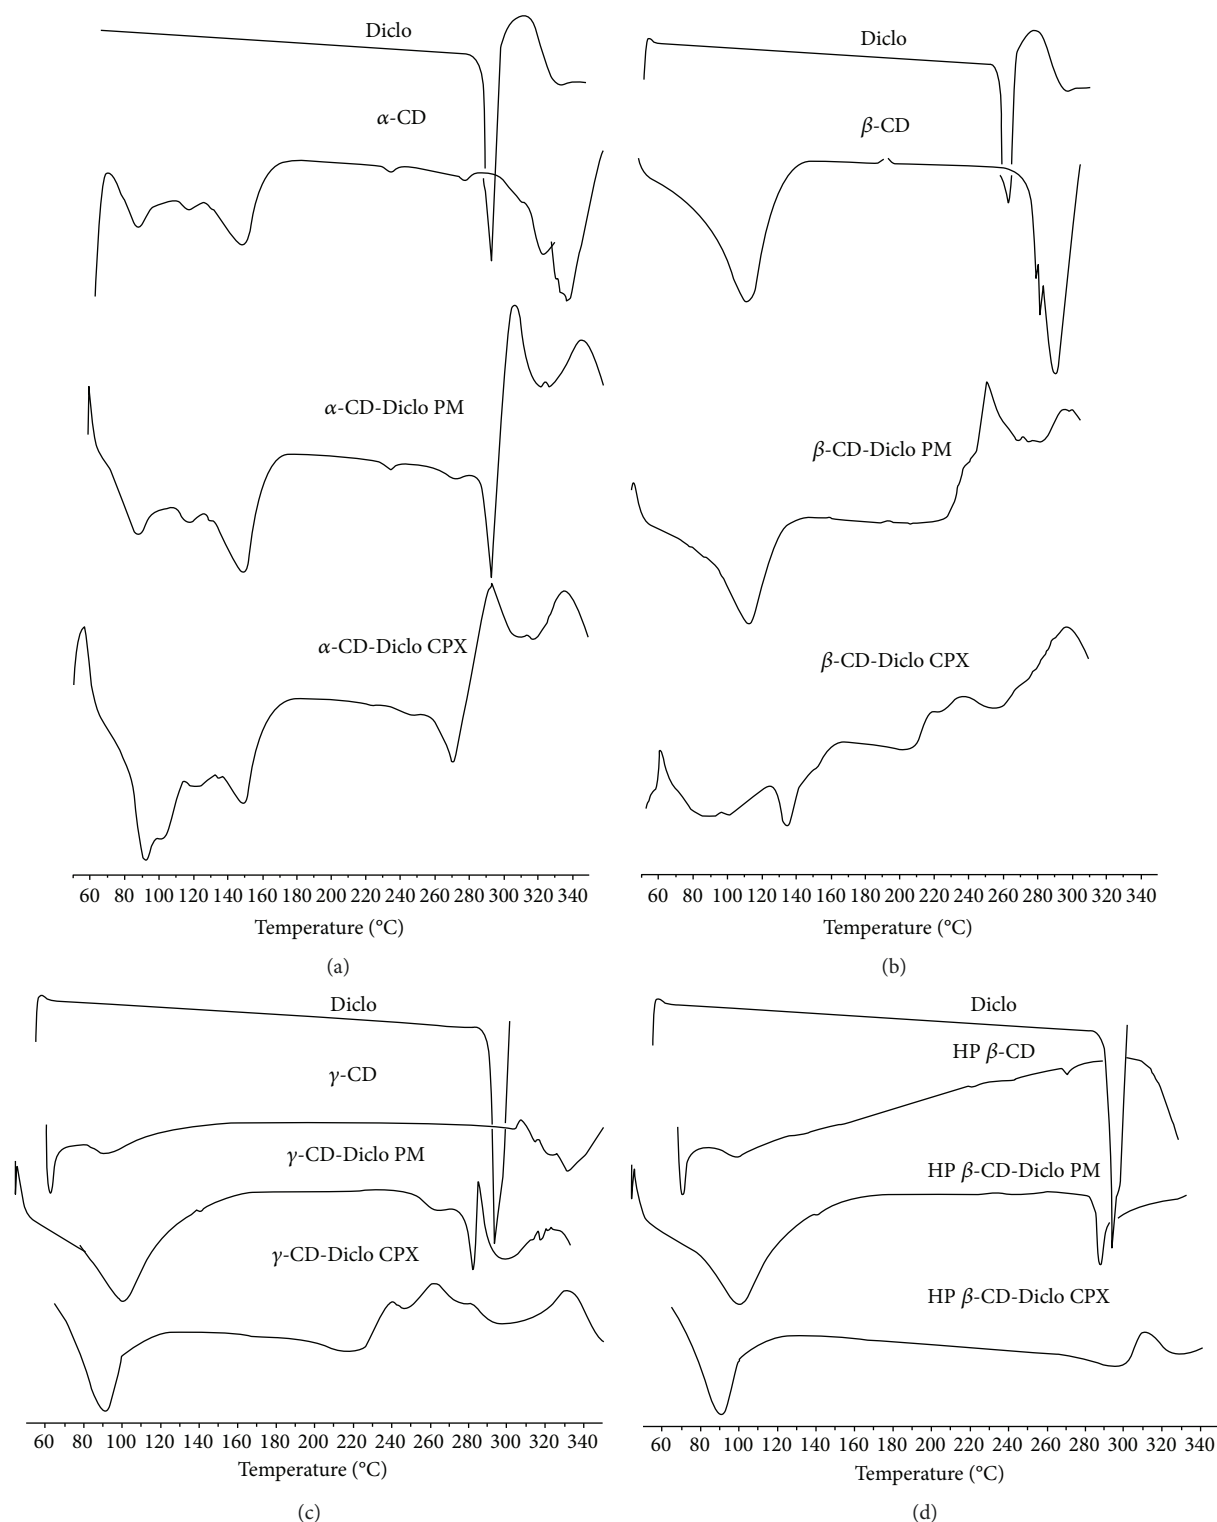 Diclo
α-CD
α-CD-Diclo PM
α-CD-Diclo CPX
60 80 100 120 140 160 180 200 220 240 260 280 300 320 340
Temperature (°C)
(a)
Diclo
β-CD
β-CD-Diclo PM
β-CD-Diclo CPX
60 80 100 120 140 160 180 200 220 240 260 280 300 320 340
Temperature (°C)
(b)
Diclo
γ-CD
γ-CD-Diclo PM
γ-CD-Diclo CPX
60 80 100 120 140 160 180 200 220 240 260 280 300 320 340
Temperature (°C)
(c)
Diclo
HP β-CD
HP β-CD-Diclo PM
HP β-CD-Diclo CPX
60 80 100 120 140 160 180 200 220 240 260 280 300 320 340
Temperature (°C)
(d)